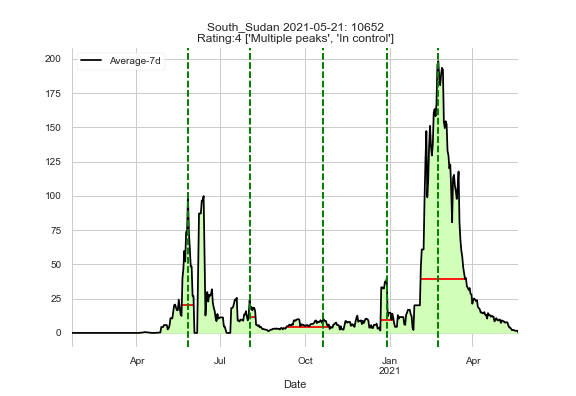 South_Sudan 2021-05-21: 10652
Rating:4 ['Multiple peaks', 'In control']
Average-7d
200
175
150
125
100
75
50
25
0
Apr Jul Oct Jan Apr
2021
Date